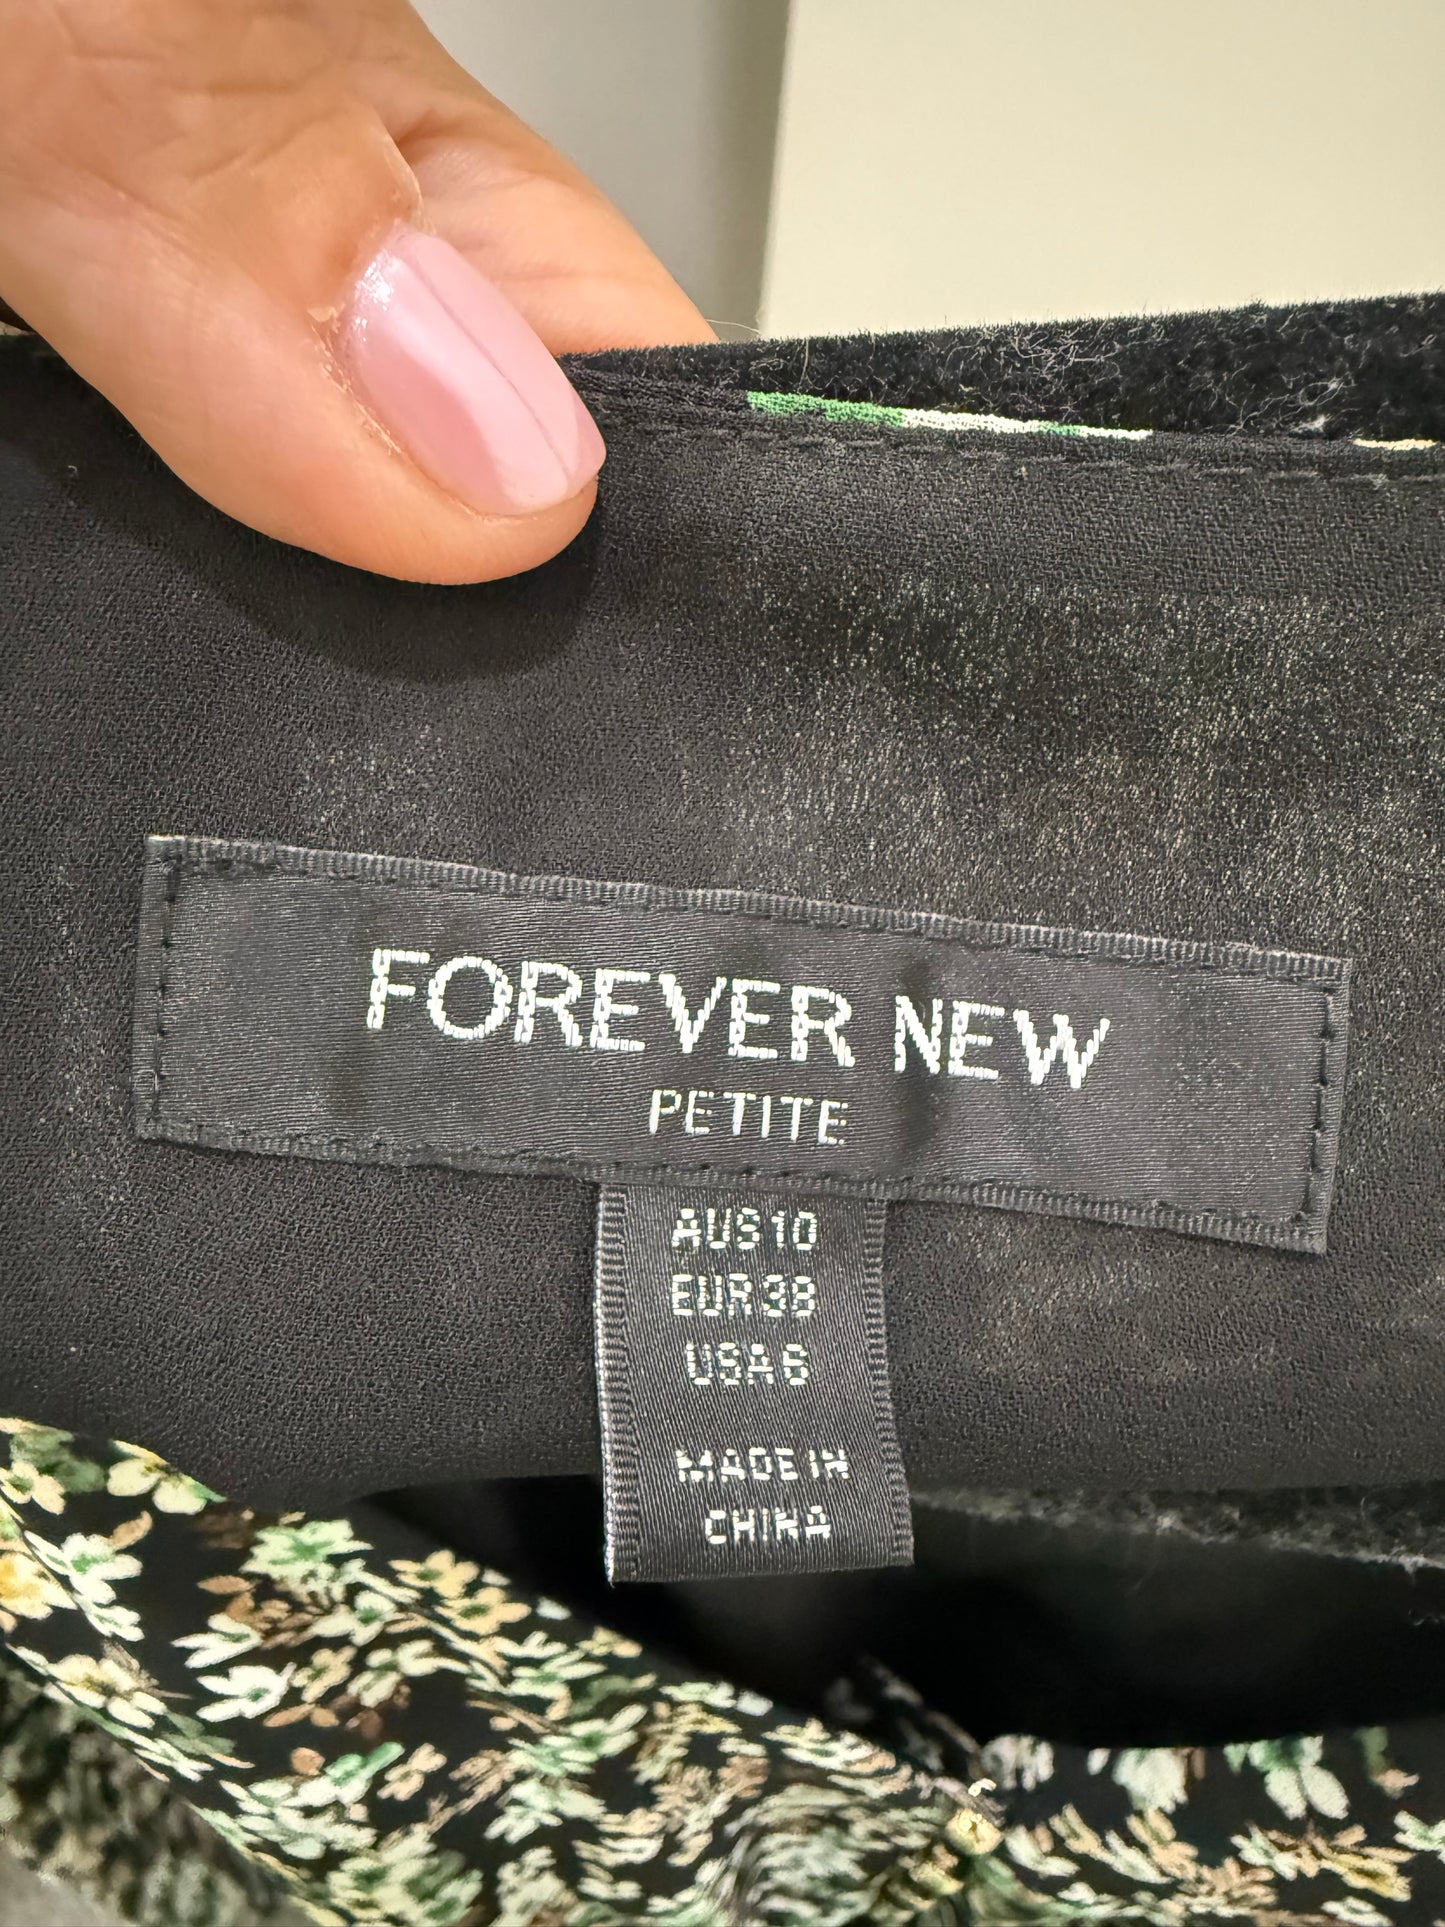 FOREVER NEW
PETITE
AUS 10
EUR 38
USA 6
MADE IN
CHINA